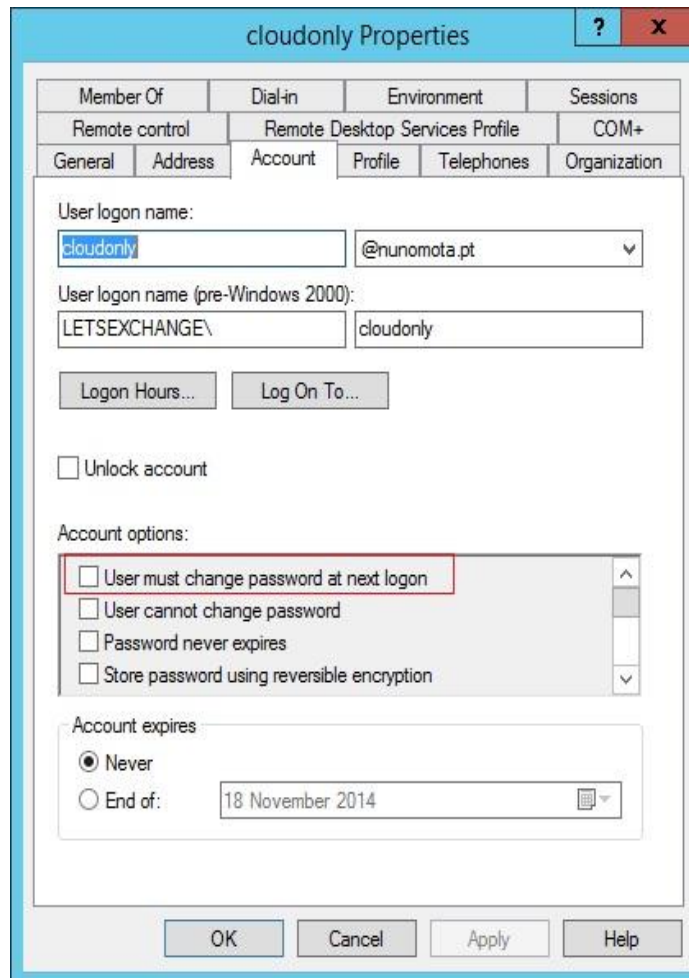 cloudonly Properties
? x
Member Of Dial-in Environment Sessions
Remote control Remote Desktop Services Profile COM+
General Address Account Profile Telephones Organization
User logon name:
cloudonly @nunomota.pt
User logon name (pre-Windows 2000):
LETSEXCHANGE\ cloudonly
Logon Hours... Log On To...
Unlock account
Account options:
User must change password at next logon
User cannot change password
Password never expires
Store password using reversible encryption
Account expires
Never
End of: 18 November 2014
OK Cancel Apply Help